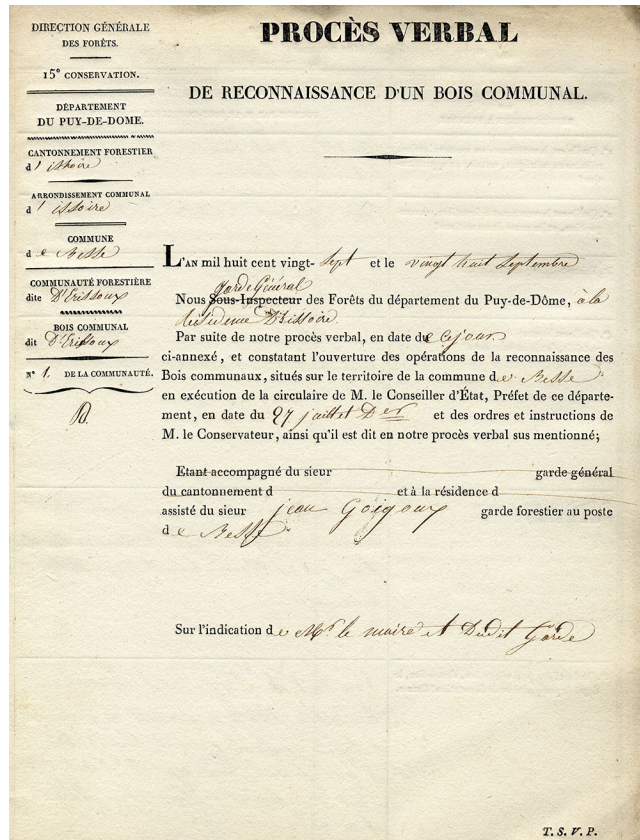 DIRECTION GÉNÉRALE
DES FORÊTS.
15e CONSERVATION.
DÉPARTEMENT
DU PUY-DE-DOME.
CANTONNEMENT FORESTIER
d'issoire
ARRONDISSEMENT COMMUNAL
d'issoire
COMMUNE
de Besse
COMMUNAUTÉ FORESTIÈRE
dite D'Erissoux
BOIS COMMUNAL
dit D'Erissoux
N° 1. DE LA COMMUNAUTÉ.
PROCÈS VERBAL
DE RECONNAISSANCE D'UN BOIS COMMUNAL.
L'AN mil huit cent vingt-sept et le vingt huit Septembre
garde Général
Nous Sous-Inspecteur des Forêts du département du Puy-de-Dôme, à la
résidence D'issoire
Par suite de notre procès verbal, en date de ce jour
ci-annexé, et constatant l'ouverture des opérations de la reconnaissance des
Bois communaux, situés sur le territoire de la commune de Besse
en exécution de la circulaire de M. le Conseiller d'État, Préfet de ce départe-
ment, en date du 27 juillet Der et des ordres et instructions de
M. le Conservateur, ainsi qu'il est dit en notre procès verbal sus mentionné;
Etant accompagné du sieur garde général
du cantonnement d et à la résidence d
assisté du sieur jean Goigoux garde forestier au poste
de Besse
Sur l'indication de Mr le maire et Dudit Garde
T. S. V. P.